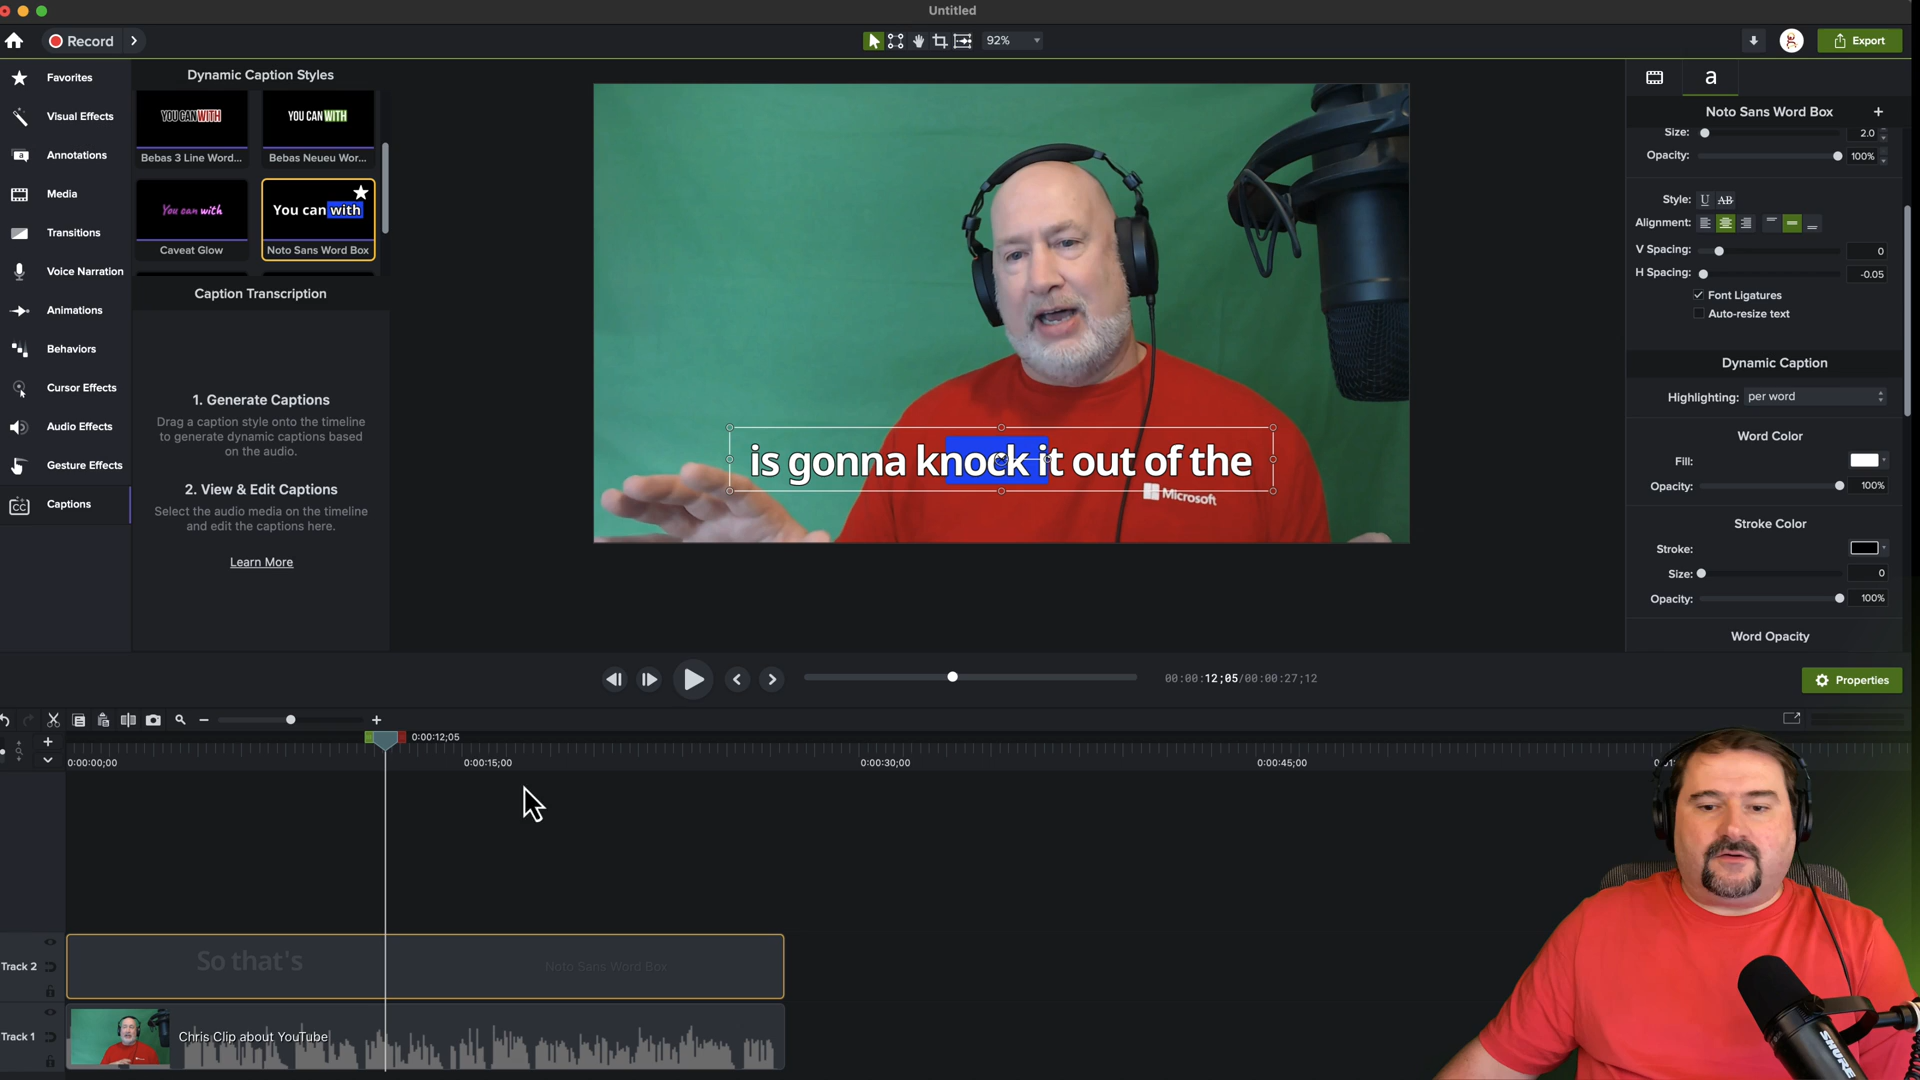 Untitled
Record
92%
Export
Favorites
Visual Effects
Annotations
Media
Transitions
Voice Narration
Animations
Behaviors
Cursor Effects
Audio Effects
Gesture Effects
Captions
Dynamic Caption Styles
YOU CAN WITH
YOU CAN WITH
Bebas 3 Line Word...
Bebas Neueu Wor...
You can with
You can with
Caveat Glow
Noto Sans Word Box
Caption Transcription
1. Generate Captions
Drag a caption style onto the timeline
to generate dynamic captions based
on the audio.
2. View & Edit Captions
Select the audio media on the timeline
and edit the captions here.
Learn More
is gonna knock it out of the
Microsoft
a
Noto Sans Word Box
Size: 2.0
Opacity: 100%
Style: U AB
Alignment:
V Spacing: 0
H Spacing: -0.05
Font Ligatures
Auto-resize text
Dynamic Caption
Highlighting: per word
Word Color
Fill:
Opacity: 100%
Stroke Color
Stroke:
Size: 0
Opacity: 100%
Word Opacity
00:00:12;05/00:00:27;12
Properties
0:00:12;05
0:00:00;00
0:00:15;00
0:00:30;00
0:00:45;00
Track 2
So that's
Noto Sans Word Box
Track 1
Chris Clip about YouTube
SHURE